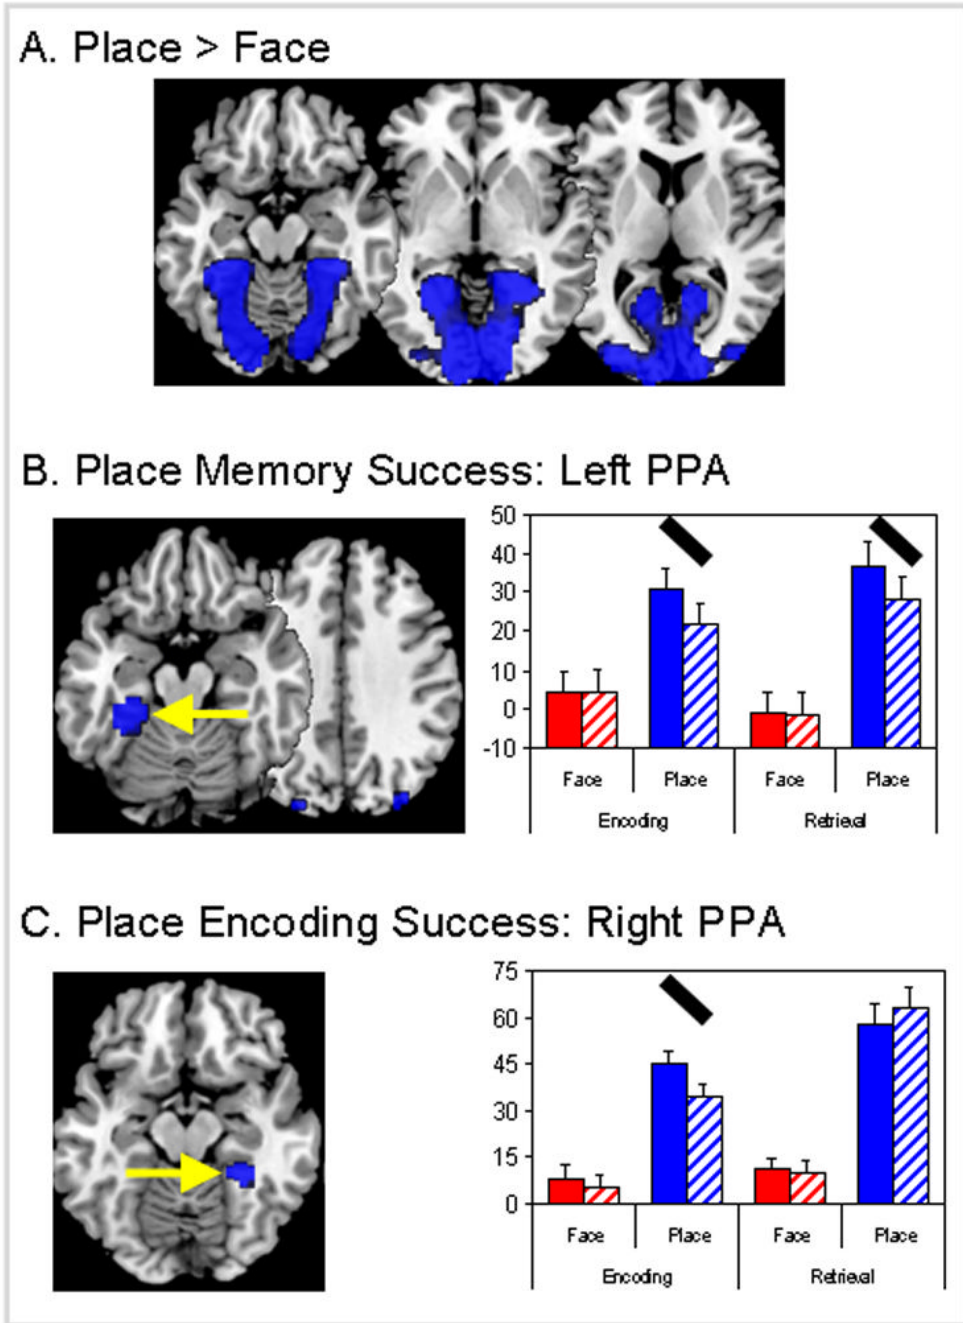 A. Place > Face
B. Place Memory Success: Left PPA
50
40
30
20
10
0
-10
Face Place Face Place
Encoding Retrieval
C. Place Encoding Success: Right PPA
75
60
45
30
15
0
Face Place Face Place
Encoding Retrieval